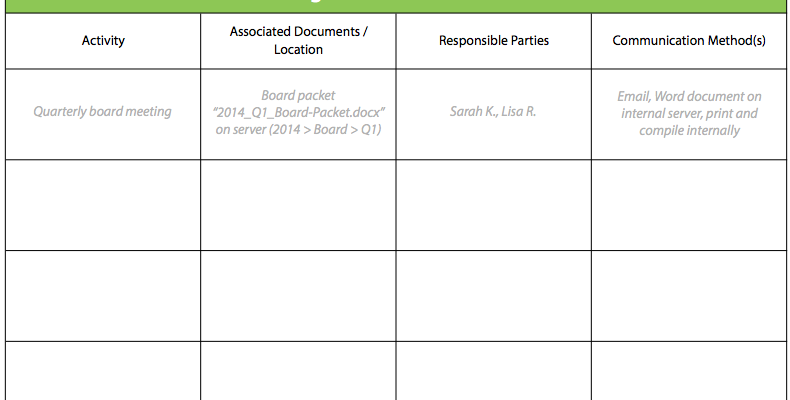 Activity
Associated Documents /
Location
Responsible Parties
Communication Method(s)
Quarterly board meeting
Board packet
“2014_Q1_Board-Packet.docx”
on server (2014 > Board > Q1)
Sarah K., Lisa R.
Email, Word document on
internal server, print and
compile internally